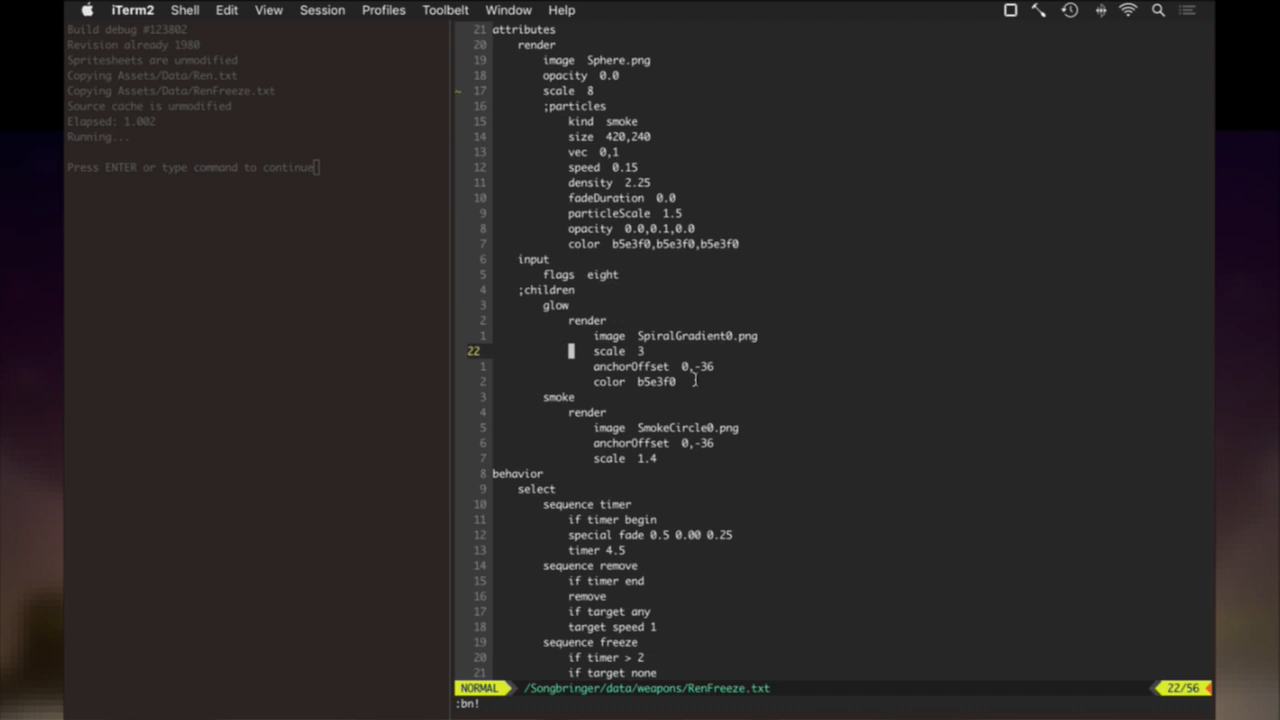 iTerm2 Shell Edit View Session Profiles Toolbelt Window Help
Build debug #123802
Revision already 1980
Spritesheets are unmodified
Copying Assets/Data/Ren.txt
Copying Assets/Data/RenFreeze.txt
Source cache is unmodified
Elapsed: 1.002
Running...
Press ENTER or type command to continue
21 attributes
20 render
19 image Sphere.png
18 opacity 0.0
~ 17 scale 8
16 ;particles
15 kind smoke
14 size 420,240
13 vec 0,1
12 speed 0.15
11 density 2.25
10 fadeDuration 0.0
9 particleScale 1.5
8 opacity 0.0,0.1,0.0
7 color b5e3f0,b5e3f0,b5e3f0
6 input
5 flags eight
4 ;children
3 glow
2 render
1 image SpiralGradient0.png
22 scale 3
1 anchorOffset 0,-36
2 color b5e3f0
3 smoke
4 render
5 image SmokeCircle0.png
6 anchorOffset 0,-36
7 scale 1.4
8 behavior
9 select
10 sequence timer
11 if timer begin
12 special fade 0.5 0.00 0.25
13 timer 4.5
14 sequence remove
15 if timer end
16 remove
17 if target any
18 target speed 1
19 sequence freeze
20 if timer > 2
21 if target none
NORMAL /Songbringer/data/weapons/RenFreeze.txt 22/56
:bn!